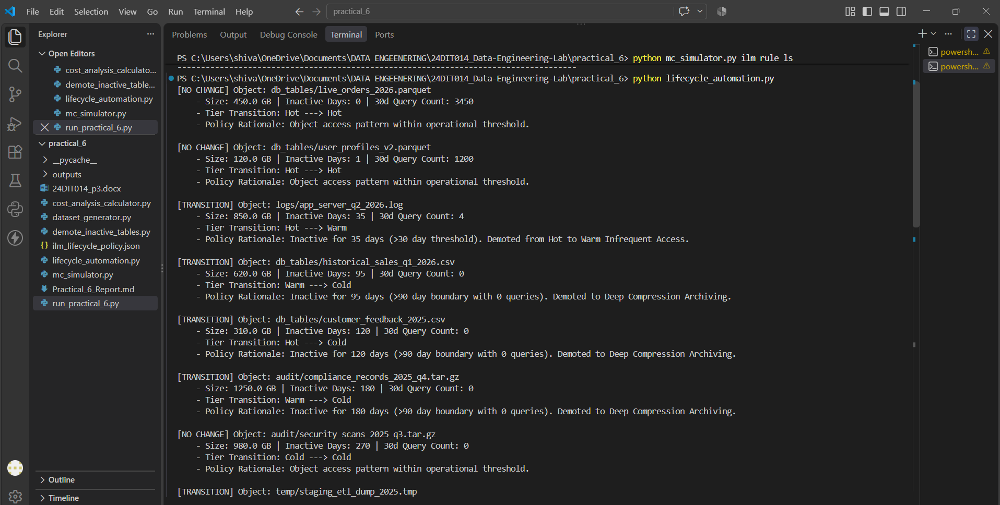 File Edit Selection View Go Run Terminal Help
practical_6
Explorer
Open Editors
cost_analysis_calculato...
demote_inactive_table...
lifecycle_automation.py
mc_simulator.py
run_practical_6.py
practical_6
__pycache__
outputs
24DIT014_p3.docx
cost_analysis_calculator.py
dataset_generator.py
demote_inactive_tables.py
ilm_lifecycle_policy.json
lifecycle_automation.py
mc_simulator.py
Practical_6_Report.md
run_practical_6.py
Outline
Timeline
Problems Output Debug Console Terminal Ports
PS C:\Users\shiva\OneDrive\Documents\DATA ENGEENERING\24DIT014_Data-Engineering-Lab\practical_6> python mc_simulator.py ilm rule ls
-------------------------------------------------------------------------------------
PS C:\Users\shiva\OneDrive\Documents\DATA ENGEENERING\24DIT014_Data-Engineering-Lab\practical_6> python lifecycle_automation.py
[NO CHANGE] Object: db_tables/live_orders_2026.parquet
- Size: 450.0 GB | Inactive Days: 0 | 30d Query Count: 3450
- Tier Transition: Hot ---> Hot
- Policy Rationale: Object access pattern within operational threshold.
[NO CHANGE] Object: db_tables/user_profiles_v2.parquet
- Size: 120.0 GB | Inactive Days: 1 | 30d Query Count: 1200
- Tier Transition: Hot ---> Hot
- Policy Rationale: Object access pattern within operational threshold.
[TRANSITION] Object: logs/app_server_q2_2026.log
- Size: 850.0 GB | Inactive Days: 35 | 30d Query Count: 4
- Tier Transition: Hot ---> Warm
- Policy Rationale: Inactive for 35 days (>30 day threshold). Demoted from Hot to Warm Infrequent Access.
[TRANSITION] Object: db_tables/historical_sales_q1_2026.csv
- Size: 620.0 GB | Inactive Days: 95 | 30d Query Count: 0
- Tier Transition: Warm ---> Cold
- Policy Rationale: Inactive for 95 days (>90 day boundary with 0 queries). Demoted to Deep Compression Archiving.
[TRANSITION] Object: db_tables/customer_feedback_2025.csv
- Size: 310.0 GB | Inactive Days: 120 | 30d Query Count: 0
- Tier Transition: Hot ---> Cold
- Policy Rationale: Inactive for 120 days (>90 day boundary with 0 queries). Demoted to Deep Compression Archiving.
[TRANSITION] Object: audit/compliance_records_2025_q4.tar.gz
- Size: 1250.0 GB | Inactive Days: 180 | 30d Query Count: 0
- Tier Transition: Warm ---> Cold
- Policy Rationale: Inactive for 180 days (>90 day boundary with 0 queries). Demoted to Deep Compression Archiving.
[NO CHANGE] Object: audit/security_scans_2025_q3.tar.gz
- Size: 980.0 GB | Inactive Days: 270 | 30d Query Count: 0
- Tier Transition: Cold ---> Cold
- Policy Rationale: Object access pattern within operational threshold.
[TRANSITION] Object: temp/staging_etl_dump_2025.tmp
powersh...
powersh...